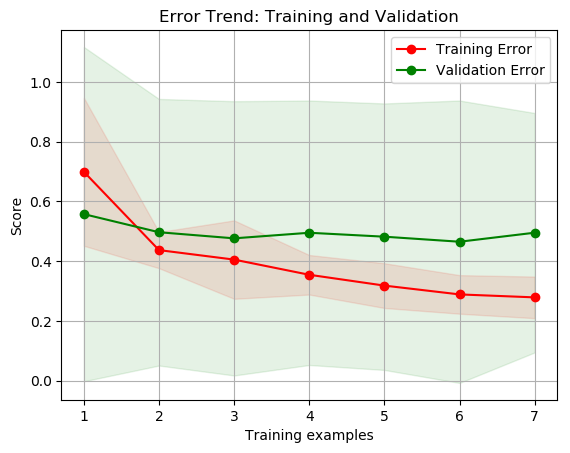 Error Trend: Training and Validation
Training Error
Validation Error
Score
1.0
0.8
0.6
0.4
0.2
0.0
1 2 3 4 5 6 7
Training examples